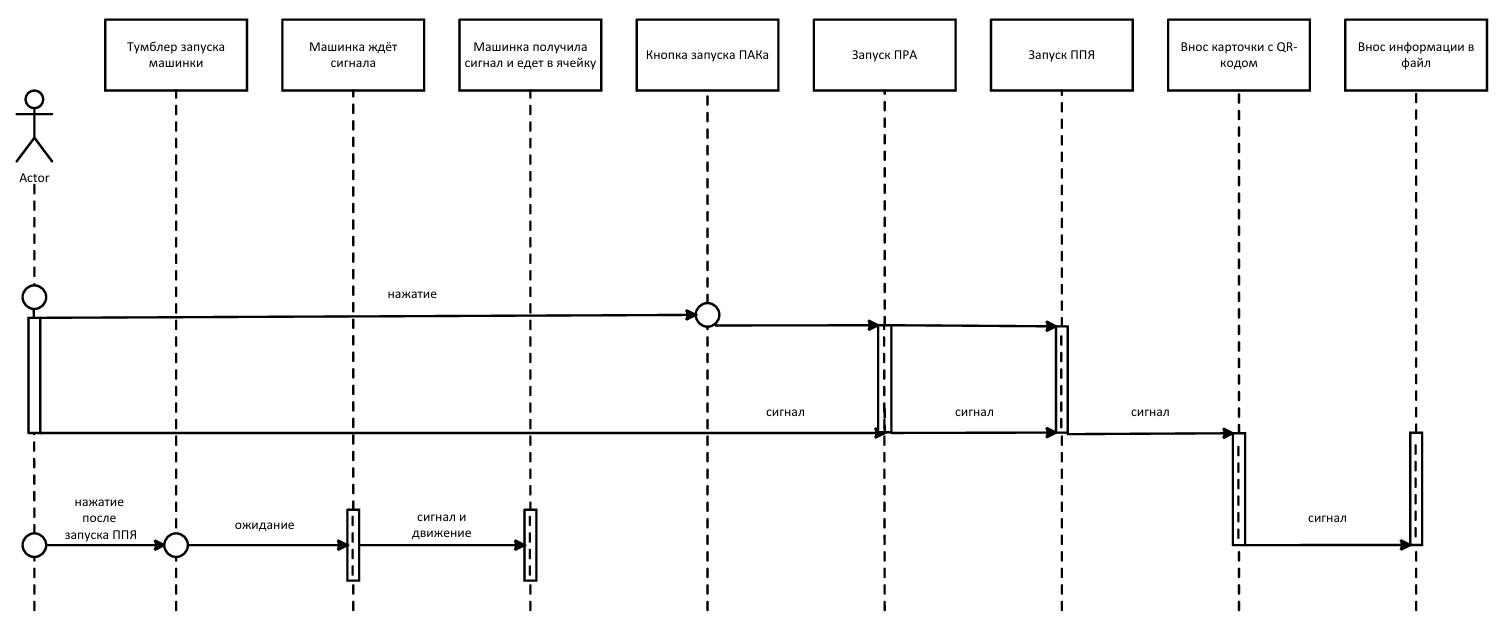 Тумблер запуска
машинки
Машинка ждёт
сигнала
Машинка получила
сигнал и едет в ячейку
Кнопка запуска ПАКа
Запуск ПРА
Запуск ППЯ
Внос карточки с QR-
кодом
Внос информации в
файл
Actor
нажатие
сигнал
сигнал
сигнал
нажатие
после
запуска ППЯ
ожидание
сигнал и
движение
сигнал